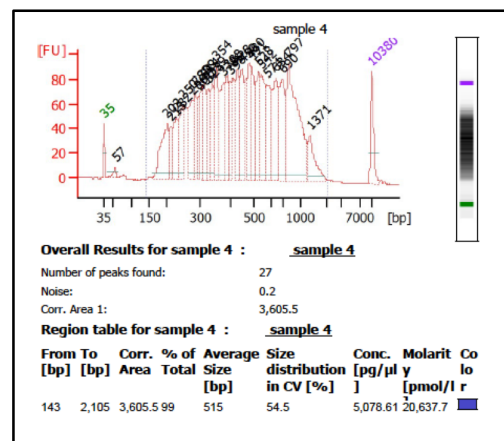 sample 4
[FU]
80
60
40
20
0
35
57
354
797
1371
10380
35 150 300 500 1000 7000 [bp]
Overall Results for sample 4 : sample 4
Number of peaks found: 27
Noise: 0.2
Corr. Area 1: 3,605.5
Region table for sample 4 : sample 4
From To Corr. % of Average Size Conc. Molarit Co
[bp] [bp] Area Total Size distribution [pg/µl y lo
[bp] in CV [%] ] [pmol/l r
]
143 2,105 3,605.5 99 515 54.5 5,078.61 20,637.7